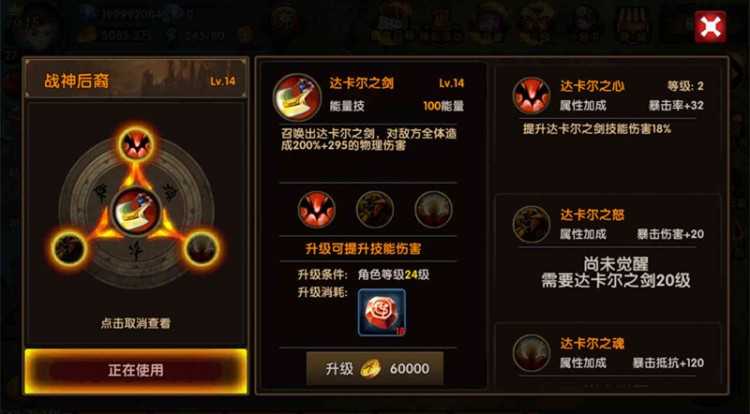 战神后裔
Lv.14
点击取消查看
正在使用
达卡尔之剑
Lv.14
能量技
100能量
召唤出达卡尔之剑，对敌方全体造
成200%+295的物理伤害
升级可提升技能伤害
升级条件: 角色等级24级
升级消耗:
10
升级 60000
达卡尔之心
等级: 2
属性加成
暴击率+32
提升达卡尔之剑技能伤害18%
达卡尔之怒
属性加成
暴击伤害+20
尚未觉醒
需要达卡尔之剑20级
达卡尔之魂
属性加成
暴击抵抗+120